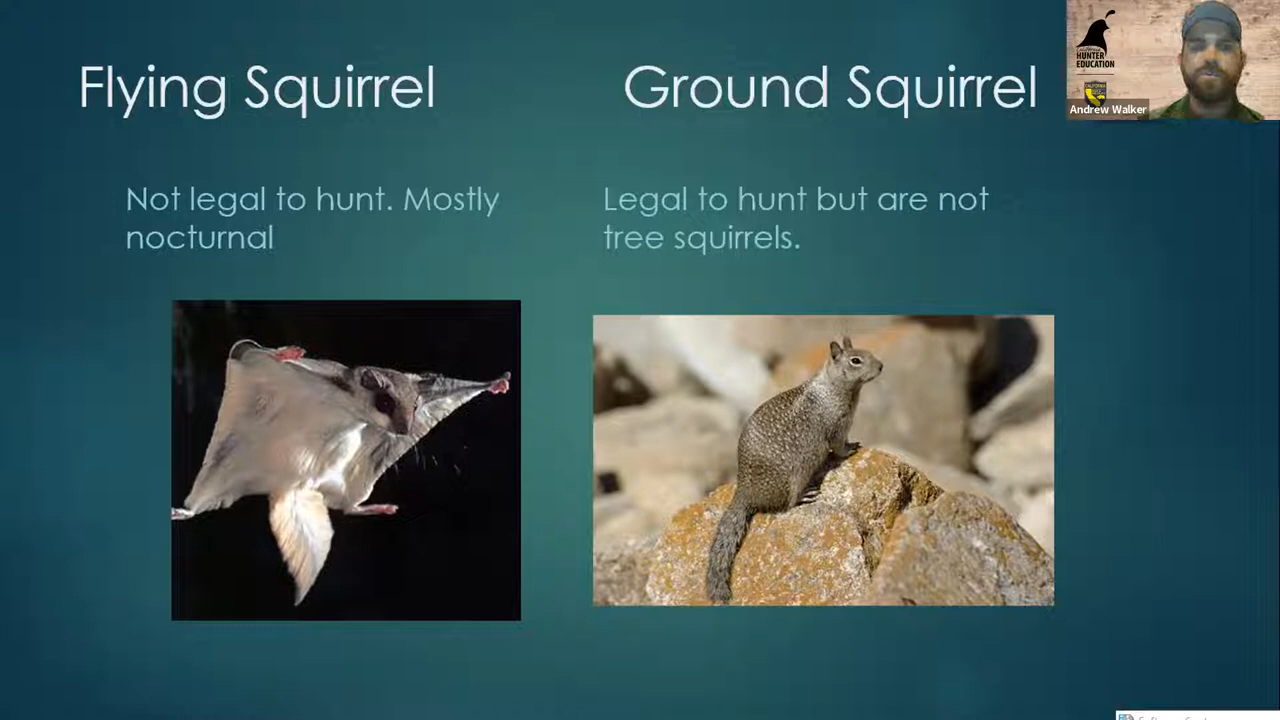 Flying Squirrel
Ground Squirrel
Not legal to hunt. Mostly
nocturnal
Legal to hunt but are not
tree squirrels.
HUNTER
EDUCATION
Andrew Walker